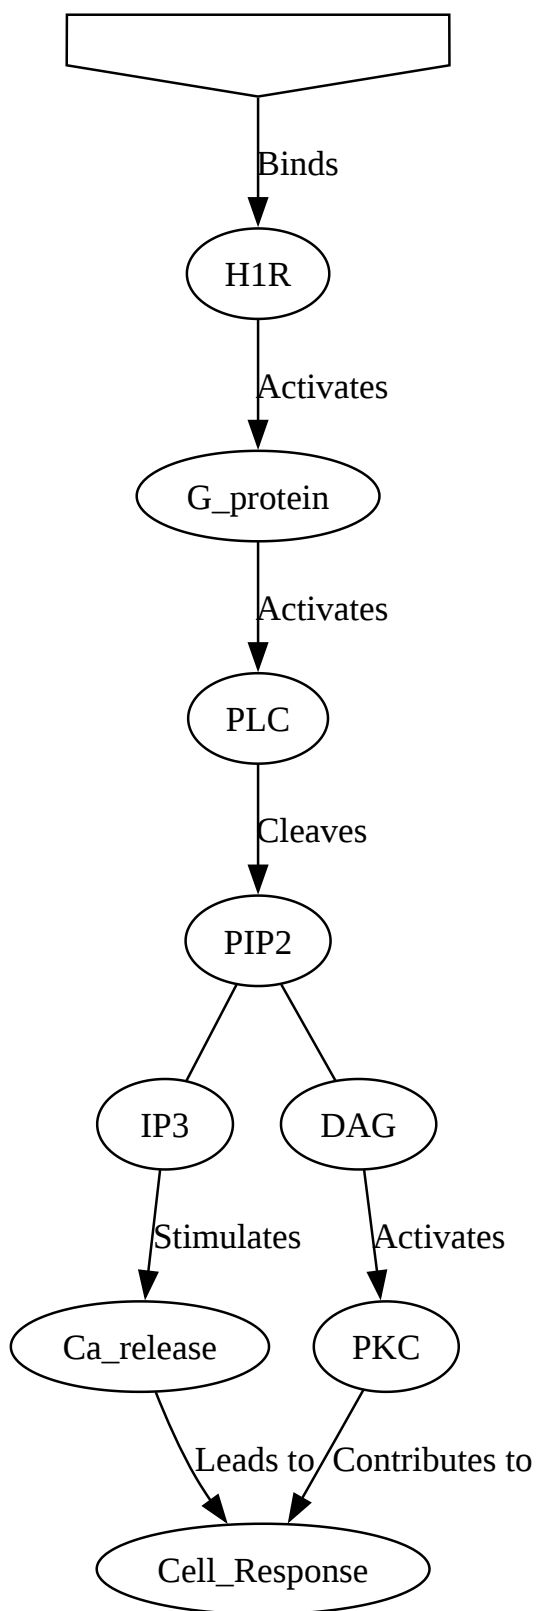 Binds
H1R
Activates
G_protein
Activates
PLC
Cleaves
PIP2
IP3
DAG
Stimulates
Activates
Ca_release
PKC
Leads to
Contributes to
Cell_Response